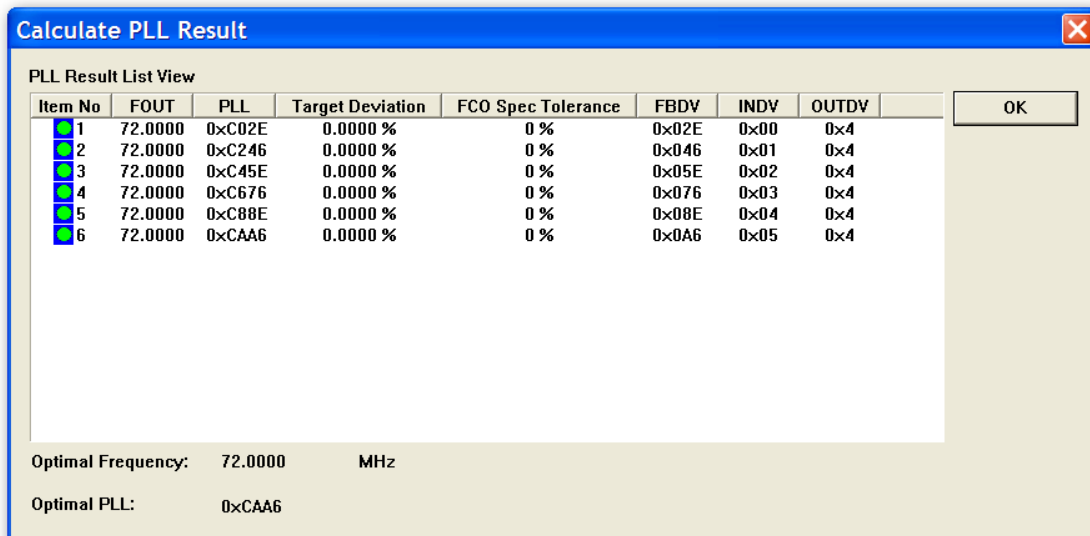 Calculate PLL Result
PLL Result List View
Item No FOUT PLL Target Deviation FCO Spec Tolerance FBDV INDV OUTDV
OK
1 72.0000 0xC02E 0.0000 % 0 % 0x02E 0x00 0x4
2 72.0000 0xC246 0.0000 % 0 % 0x046 0x01 0x4
3 72.0000 0xC45E 0.0000 % 0 % 0x05E 0x02 0x4
4 72.0000 0xC676 0.0000 % 0 % 0x076 0x03 0x4
5 72.0000 0xC88E 0.0000 % 0 % 0x08E 0x04 0x4
6 72.0000 0xCAA6 0.0000 % 0 % 0x0A6 0x05 0x4
Optimal Frequency: 72.0000 MHz
Optimal PLL: 0xCAA6